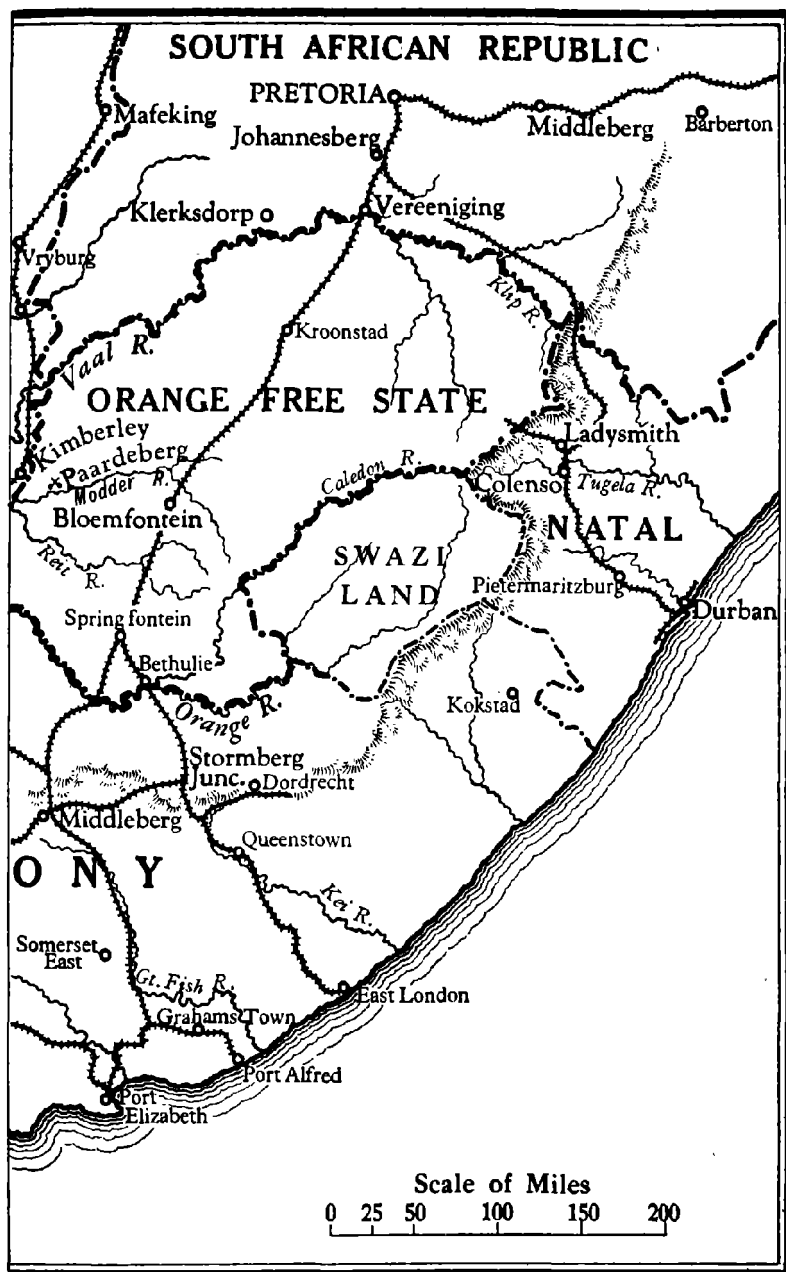 SOUTH AFRICAN REPUBLIC
PRETORIA
Mafeking
Middleberg
Barberton
Johannesberg
Klerksdorp
Vereeniging
Vryburg
Klip R.
Kroonstad
Vaal R.
ORANGE FREE STATE
Kimberley
Ladysmith
Paardeberg
Caledon R.
Modder R.
Colenso
Tugela R.
Bloemfontein
NATAL
Reit R.
SWAZI
LAND
Pietermaritzburg
Durban
Springfontein
Bethulie
Orange R.
Kokstad
Stormberg
Junc.
Dordrecht
Middleberg
Queenstown
ONY
Kei R.
Somerset
East
Gt. Fish R.
East London
Grahams Town
Port Alfred
Port
Elizabeth
Scale of Miles
0 25 50 100 150 200